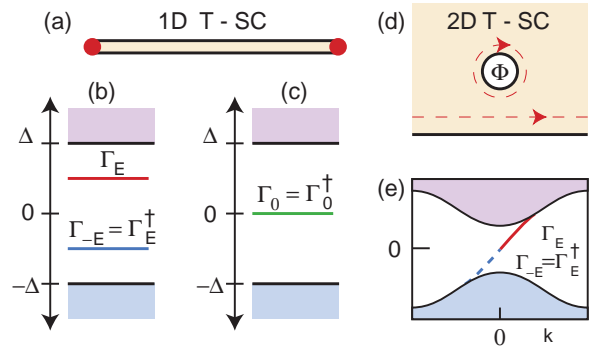 (a)
1D T - SC
(b)
Δ
Γ_E
0
Γ_{-E} = Γ_E^†
-Δ
(c)
Δ
0
Γ_0 = Γ_0^†
-Δ
(d)
2D T - SC
Φ
(e)
0
Γ_E
Γ_{-E} = Γ_E^†
0
k